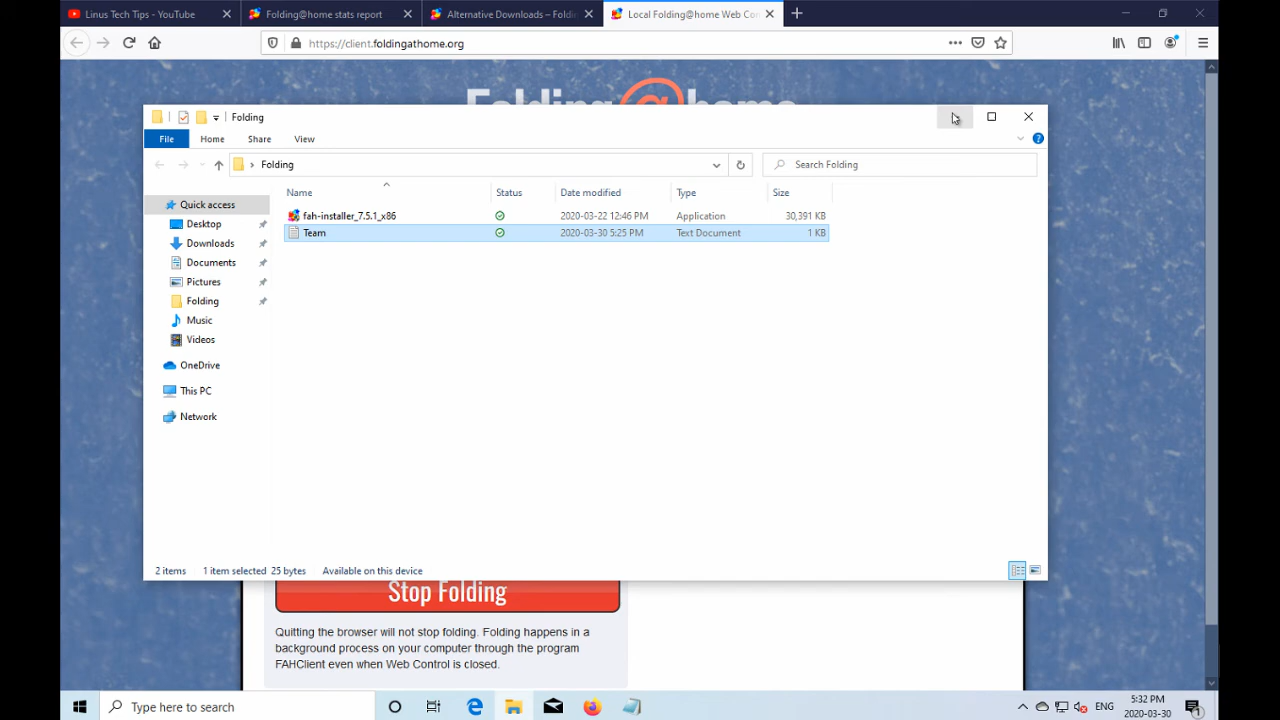 Linus Tech Tips - YouTube
Folding@home stats report
Alternative Downloads – Foldi
Local Folding@home Web Con
https://client.foldingathome.org
Folding@home
Folding
File Home Share View
Folding
Search Folding
Name Status Date modified Type Size
Quick access
fah-installer_7.5.1_x86 2020-03-22 12:46 PM Application 30,391 KB
Team 2020-03-30 5:25 PM Text Document 1 KB
Desktop
Downloads
Documents
Pictures
Folding
Music
Videos
OneDrive
This PC
Network
2 items 1 item selected 25 bytes Available on this device
Stop Folding
Quitting the browser will not stop folding. Folding happens in a
background process on your computer through the program
FAHClient even when Web Control is closed.
Type here to search
ENG
5:32 PM
2020-03-30
1